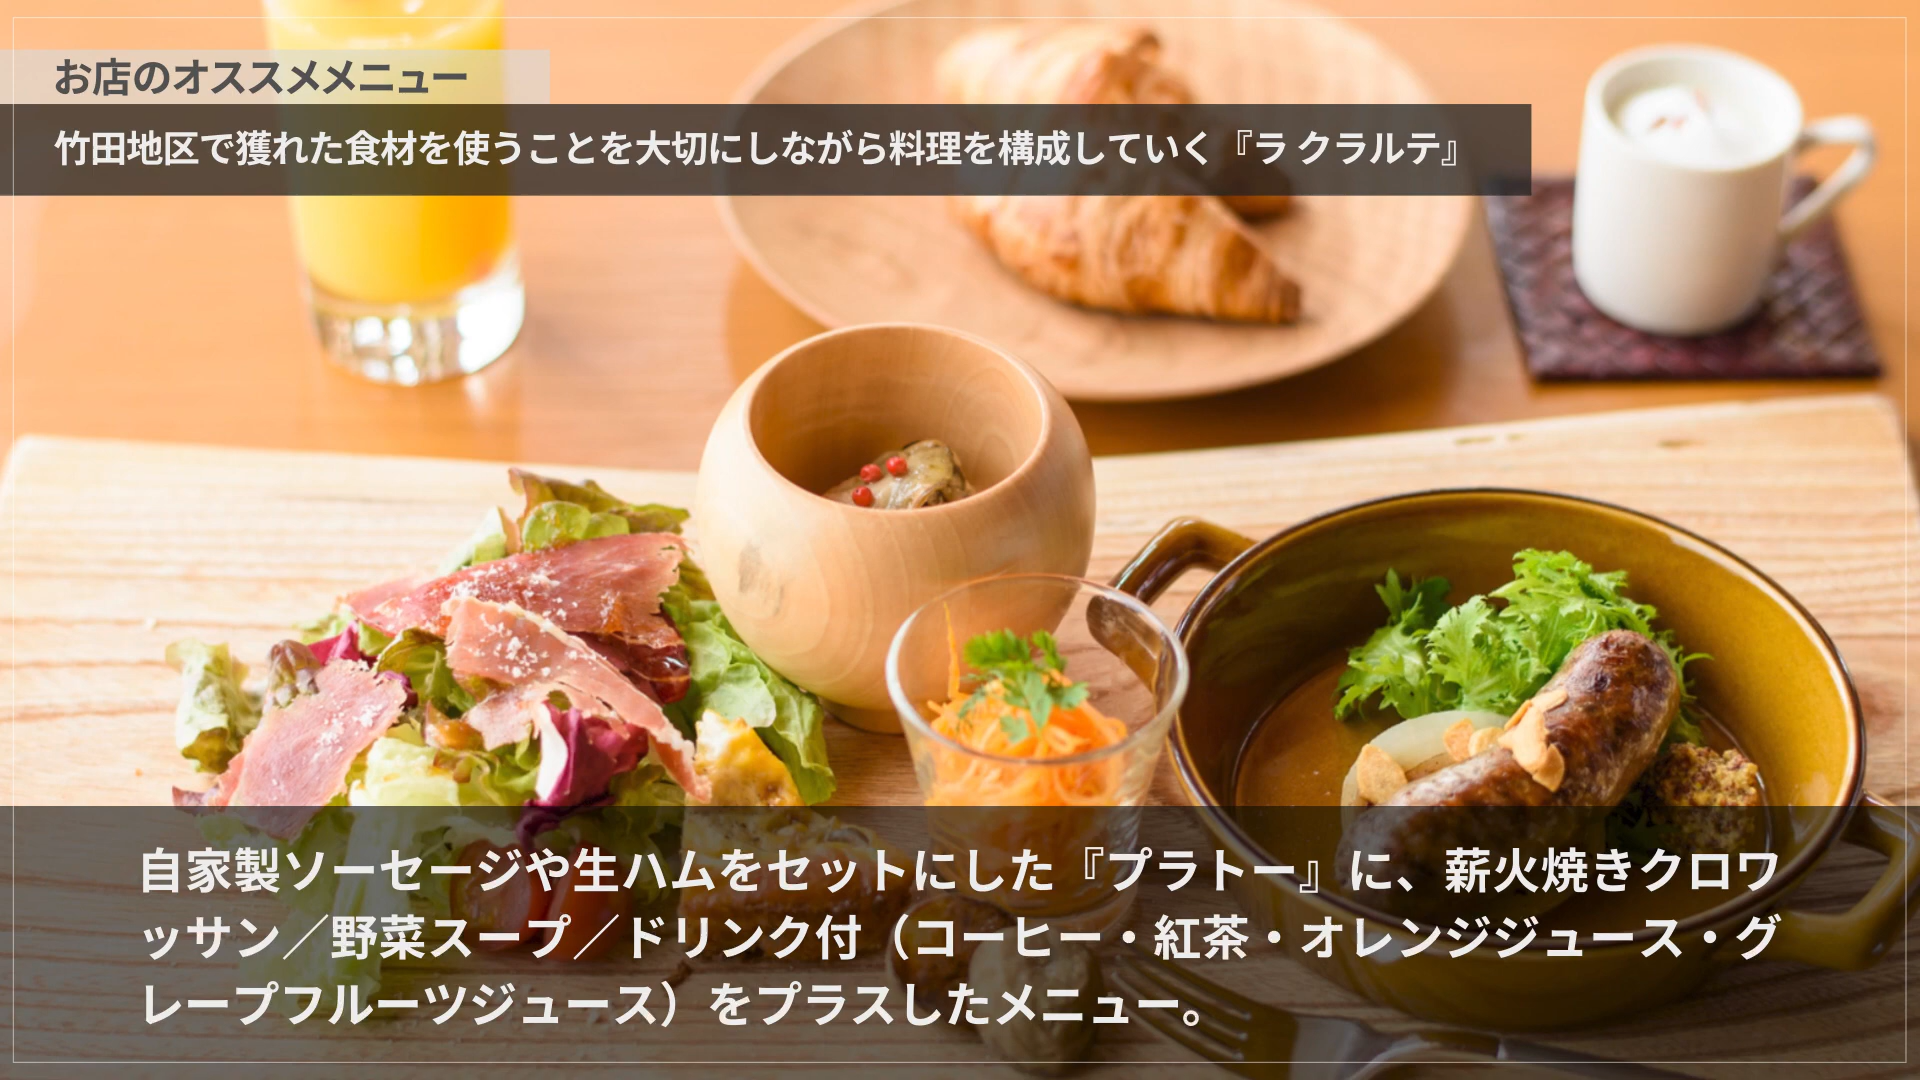 お店のオススメメニュー
竹田地区で獲れた食材を使うことを大切にしながら料理を構成していく『ラ クラルテ』
自家製ソーセージや生ハムをセットにした『プラトー』に、薪火焼きクロワ
ッサン／野菜スープ／ドリンク付（コーヒー・紅茶・オレンジジュース・グ
レープフルーツジュース）をプラスしたメニュー。